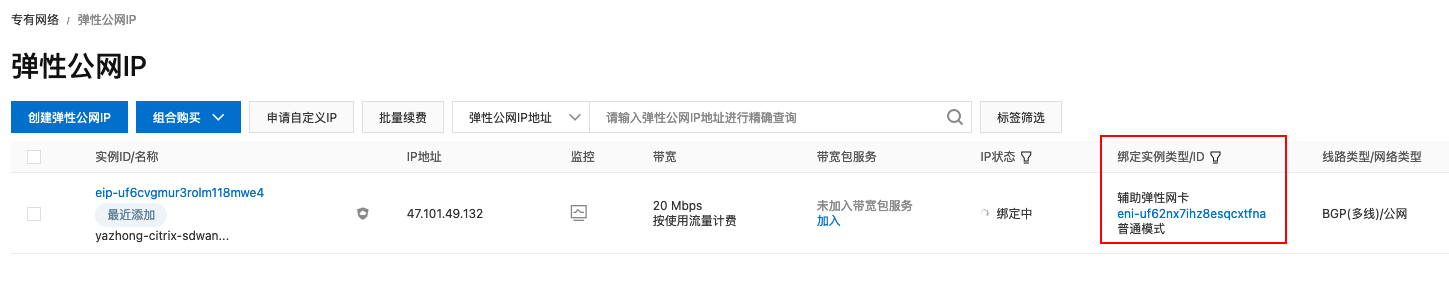 专有网络 / 弹性公网IP
弹性公网IP
创建弹性公网IP 组合购买 申请自定义IP 批量续费 弹性公网IP地址 请输入弹性公网IP地址进行精确查询 标签筛选
实例ID/名称 IP地址 监控 带宽 带宽包服务 IP状态 绑定实例类型/ID 线路类型/网络类型
eip-uf6cvgmur3rolm118mwe4
最近添加
yazhong-citrix-sdwan...
47.101.49.132
20 Mbps
按使用流量计费
未加入带宽包服务
加入
绑定中
辅助弹性网卡
eni-uf62nx7ihz8esqcxtfna
普通模式
BGP(多线)/公网